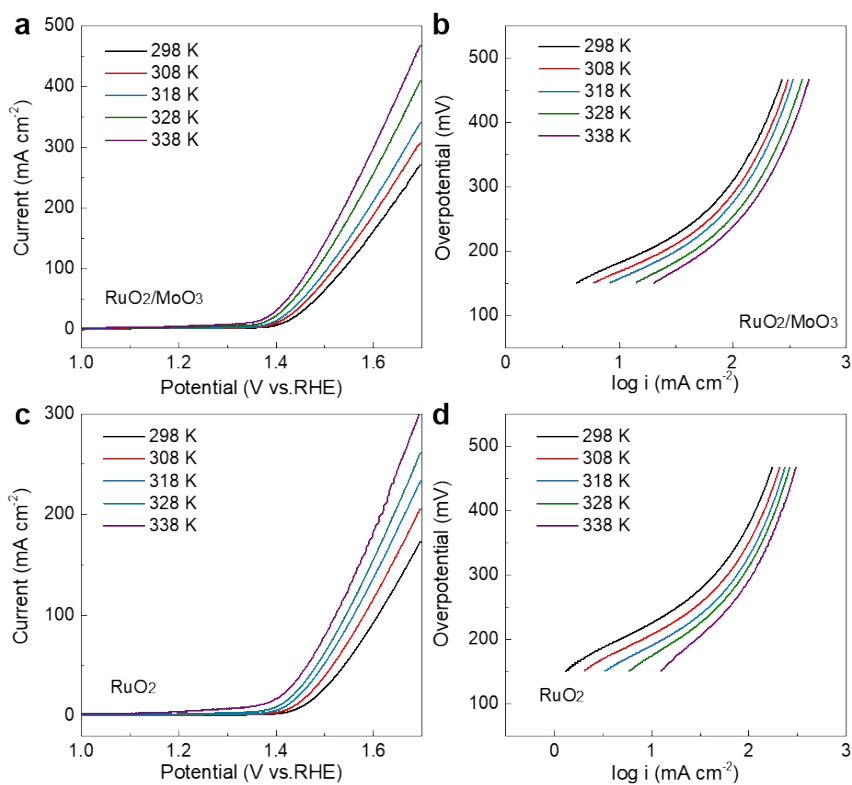 a
500
400
300
200
100
0
Current (mA cm⁻²)
298 K
308 K
318 K
328 K
338 K
RuO₂/MoO₃
1.0
1.2
1.4
1.6
Potential (V vs.RHE)
b
500
400
300
200
100
Overpotential (mV)
298 K
308 K
318 K
328 K
338 K
RuO₂/MoO₃
0
1
2
3
log i (mA cm⁻²)
c
300
200
100
0
Current (mA cm⁻²)
298 K
308 K
318 K
328 K
338 K
RuO₂
1.0
1.2
1.4
1.6
Potential (V vs.RHE)
d
500
400
300
200
100
Overpotential (mV)
298 K
308 K
318 K
328 K
338 K
RuO₂
0
1
2
3
log i (mA cm⁻²)